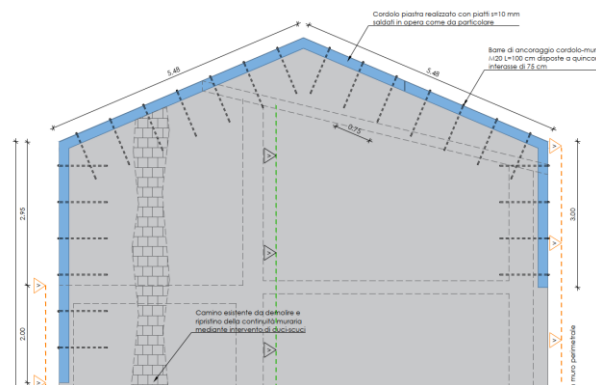 Cordolo piastra realizzato con piatti s=10 mm
saldati in opera come da particolare
Barre di ancoraggio cordolo-mur
M20 L=100 cm disposte a quinconc
interasse di 75 cm
5.48
5.48
0.75
2.95
3.00
2.00
Camino esistente da demolire e
ripristino della continuità muraria
mediante intervento di cuci-scuci
muro perimetrale